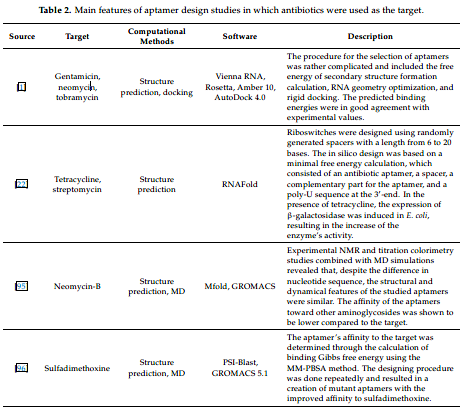 Table 2. Main features of aptamer design studies in which antibiotics were used as the target.
Source
Target
Computational
Methods
Software
Description
[1]
Gentamicin,
neomycin,
tobramycin
Structure
prediction, docking
Vienna RNA,
Rosetta, Amber 10,
AutoDock 4.0
The procedure for the selection of aptamers
was rather complicated and included the free
energy of secondary structure formation
calculation, RNA geometry optimization, and
rigid docking. The predicted binding
energies were in good agreement with
experimental values.
[22]
Tetracycline,
streptomycin
Structure
prediction
RNAFold
Riboswitches were designed using randomly
generated spacers with a length from 6 to 20
bases. The in silico design was based on a
minimal free energy calculation, which
consisted of an antibiotic aptamer, a spacer, a
complementary part for the aptamer, and a
poly-U sequence at the 3′-end. In the
presence of tetracycline, the expression of
β-galactosidase was induced in E. coli,
resulting in the increase of the
enzyme's activity.
[95]
Neomycin-B
Structure
prediction, MD
Mfold, GROMACS
Experimental NMR and titration colorimetry
studies combined with MD simulations
revealed that, despite the difference in
nucleotide sequence, the structural and
dynamical features of the studied aptamers
were similar. The affinity of the aptamers
toward other aminoglycosides was shown to
be lower compared to the target.
[96]
Sulfadimethoxine
Structure
prediction, MD
PSI-Blast,
GROMACS 5.1
The aptamer's affinity to the target was
determined through the calculation of
binding Gibbs free energy using the
MM-PBSA method. The designing procedure
was done repeatedly and resulted in a
creation of mutant aptamers with the
improved affinity to sulfadimethoxine.